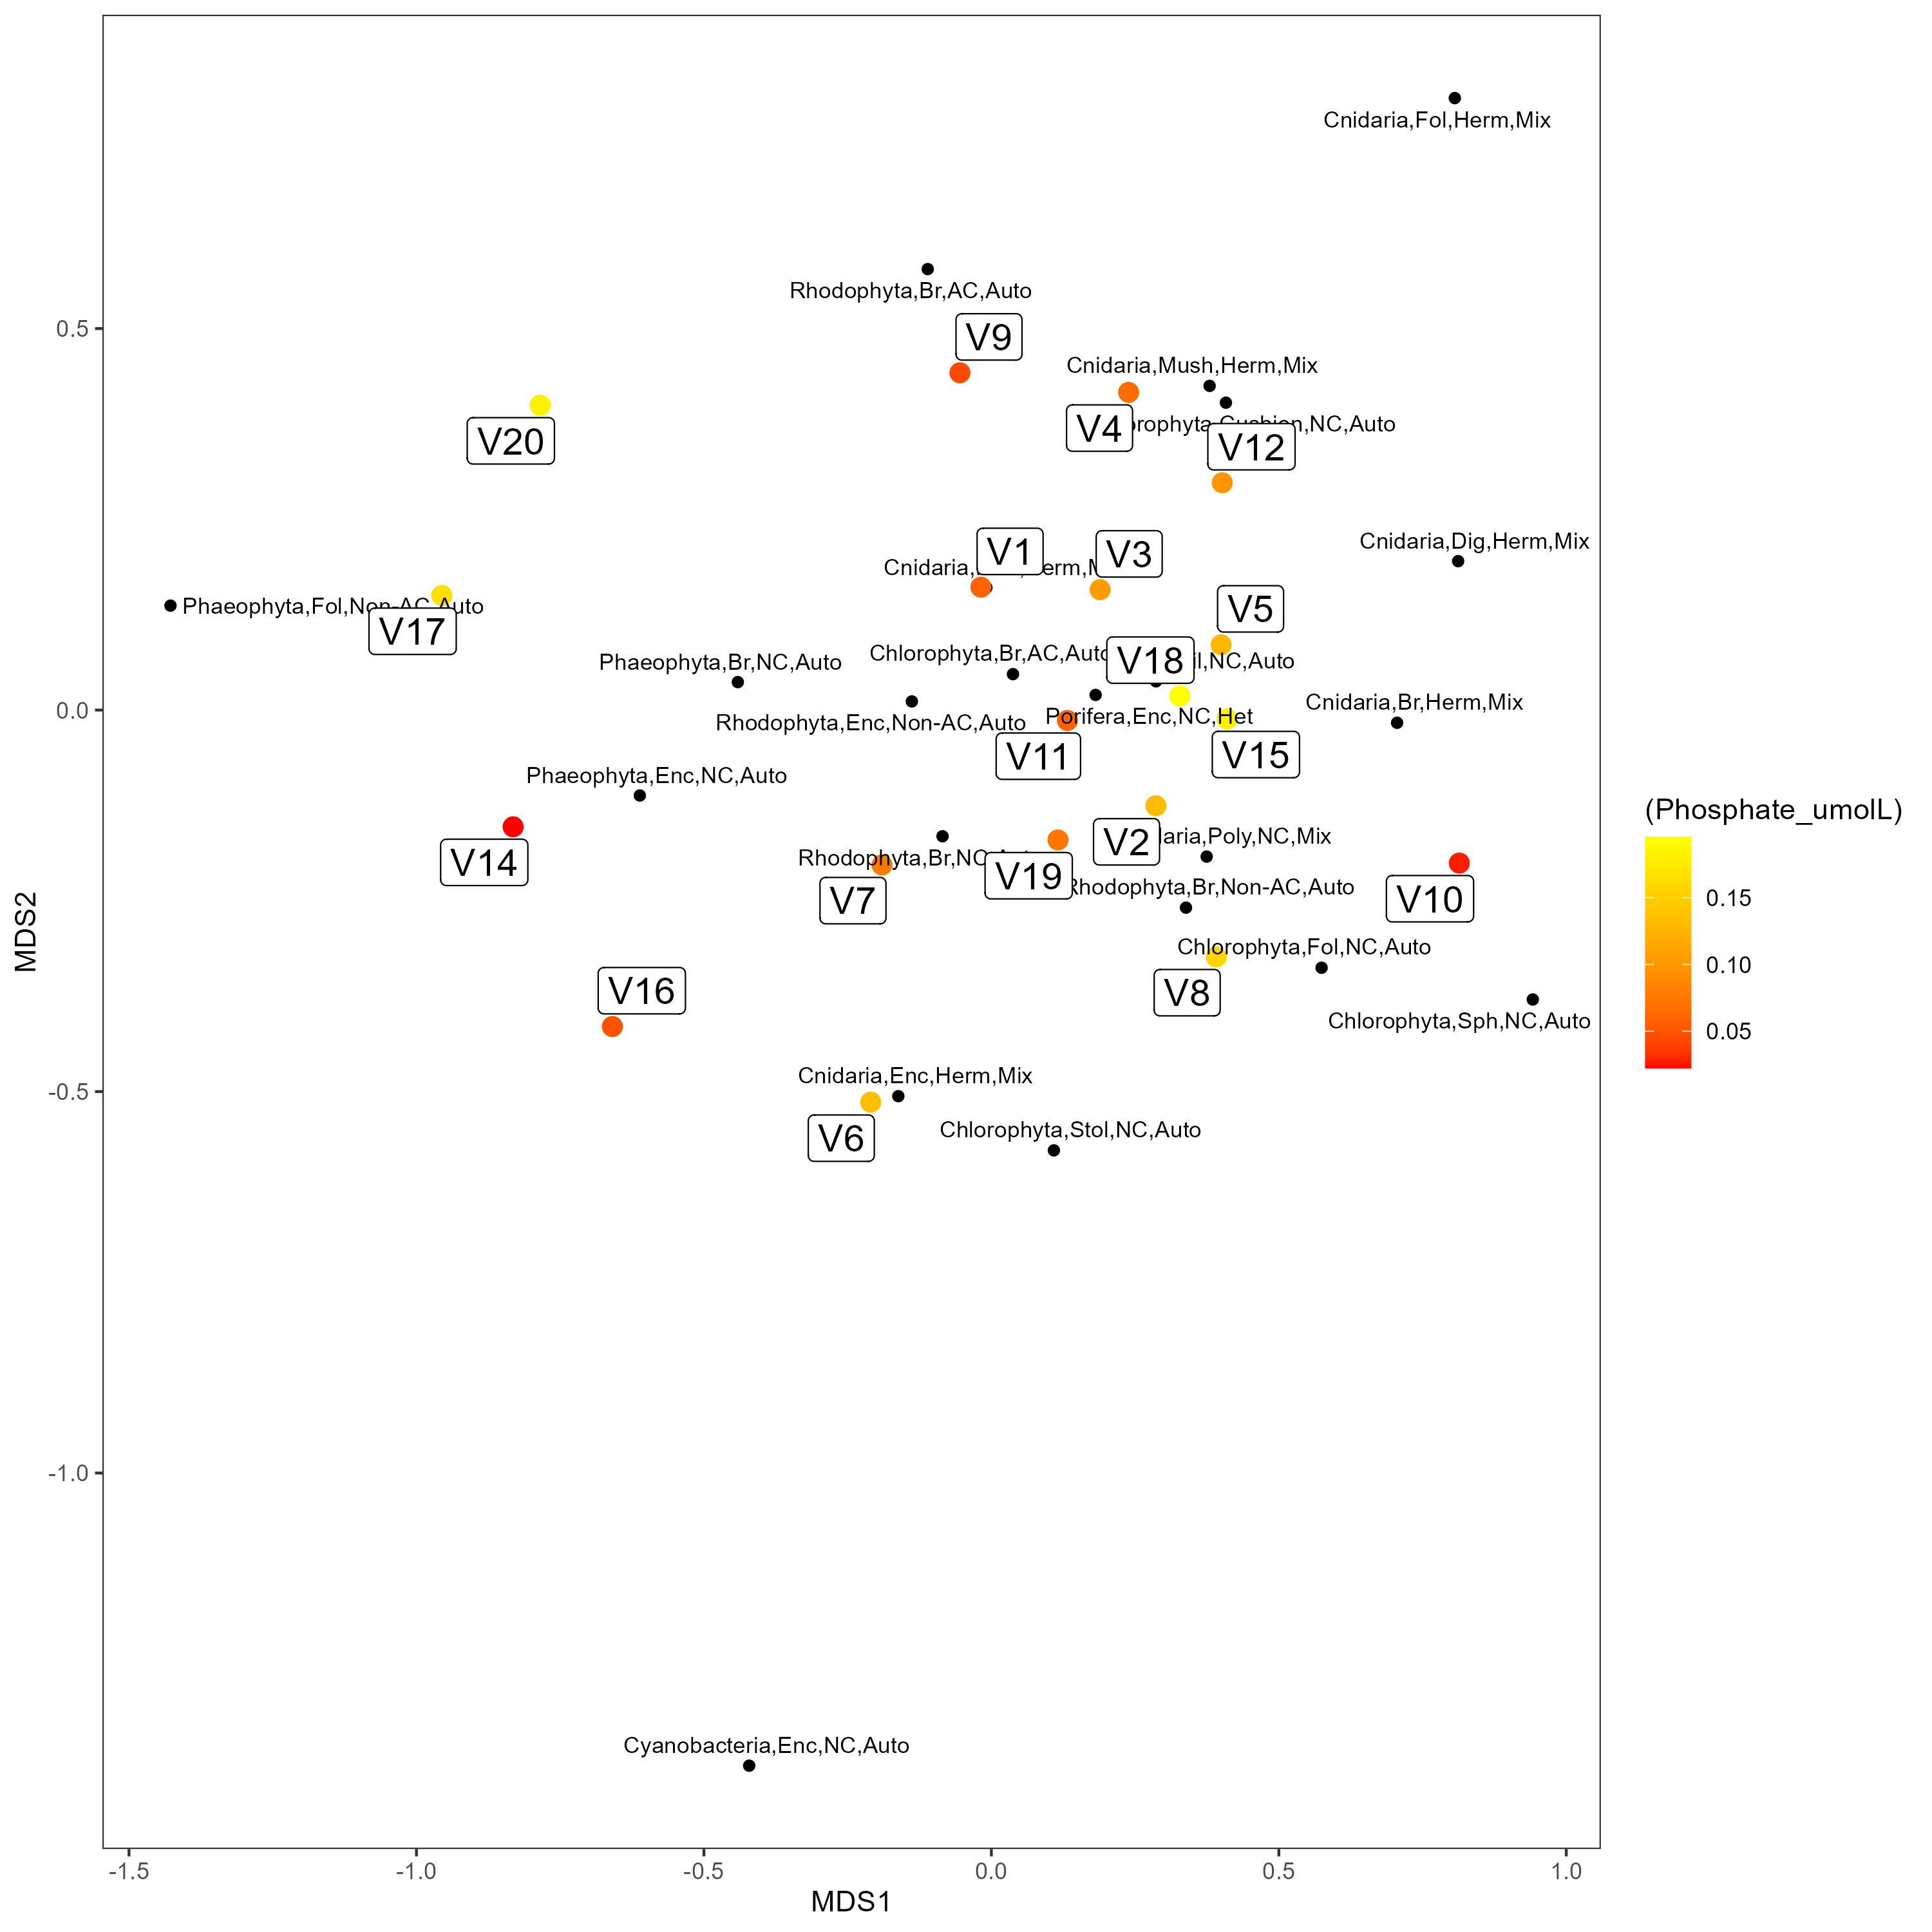 Cnidaria,Fol,Herm,Mix
Rhodophyta,Br,AC,Auto
V9
0.5
Cnidaria,Mush,Herm,Mix
V4
Cushion,NC,Auto
V20
V12
V1
V3
Cnidaria,
Cnidaria,Dig,Herm,Mix
V5
Phaeophyta,Fol,Non-AC,Auto
V17
Chlorophyta,Br,AC,Auto
V18
NC,Auto
Phaeophyta,Br,NC,Auto
0.0
Cnidaria,Br,Herm,Mix
Rhodophyta,Enc,Non-AC,Auto
Porifera,Enc,NC,Het
V11
V15
Phaeophyta,Enc,NC,Auto
(Phosphate_umolL)
V2
Poly,NC,Mix
V14
Rhodophyta,Br,NC,Auto
V19
Rhodophyta,Br,Non-AC,Auto
V7
V10
0.15
MDS2
Chlorophyta,Fol,NC,Auto
0.10
V16
V8
Chlorophyta,Sph,NC,Auto
0.05
Cnidaria,Enc,Herm,Mix
-0.5
Chlorophyta,Stol,NC,Auto
V6
-1.0
Cyanobacteria,Enc,NC,Auto
-1.5 -1.0 -0.5 0.0 0.5 1.0
MDS1